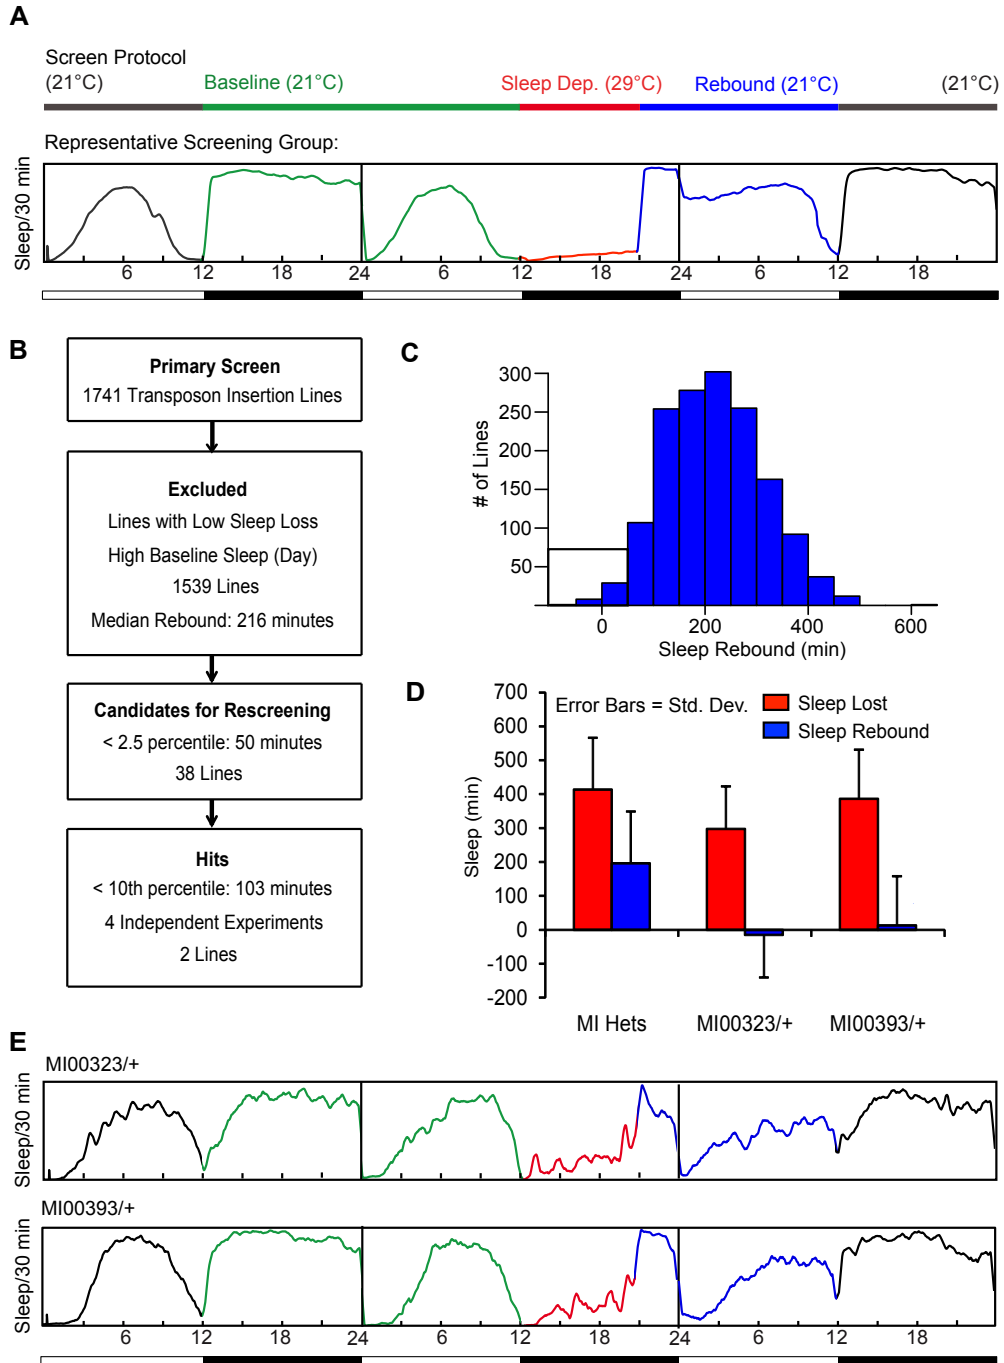 A
Screen Protocol
(21°C) Baseline (21°C) Sleep Dep. (29°C) Rebound (21°C) (21°C)
Representative Screening Group:
Sleep/30 min
6 12 18 24 6 12 18 24 6 12 18
B
Primary Screen
1741 Transposon Insertion Lines
Excluded
Lines with Low Sleep Loss
High Baseline Sleep (Day)
1539 Lines
Median Rebound: 216 minutes
Candidates for Rescreening
< 2.5 percentile: 50 minutes
38 Lines
Hits
< 10th percentile: 103 minutes
4 Independent Experiments
2 Lines
C
# of Lines
300
250
200
150
100
50
0 200 400 600
Sleep Rebound (min)
D
Error Bars = Std. Dev.
Sleep Lost
Sleep Rebound
Sleep (min)
700
600
500
400
300
200
100
0
-100
-200
MI Hets MI00323/+ MI00393/+
E
MI00323/+
Sleep/30 min
MI00393/+
Sleep/30 min
6 12 18 24 6 12 18 24 6 12 18